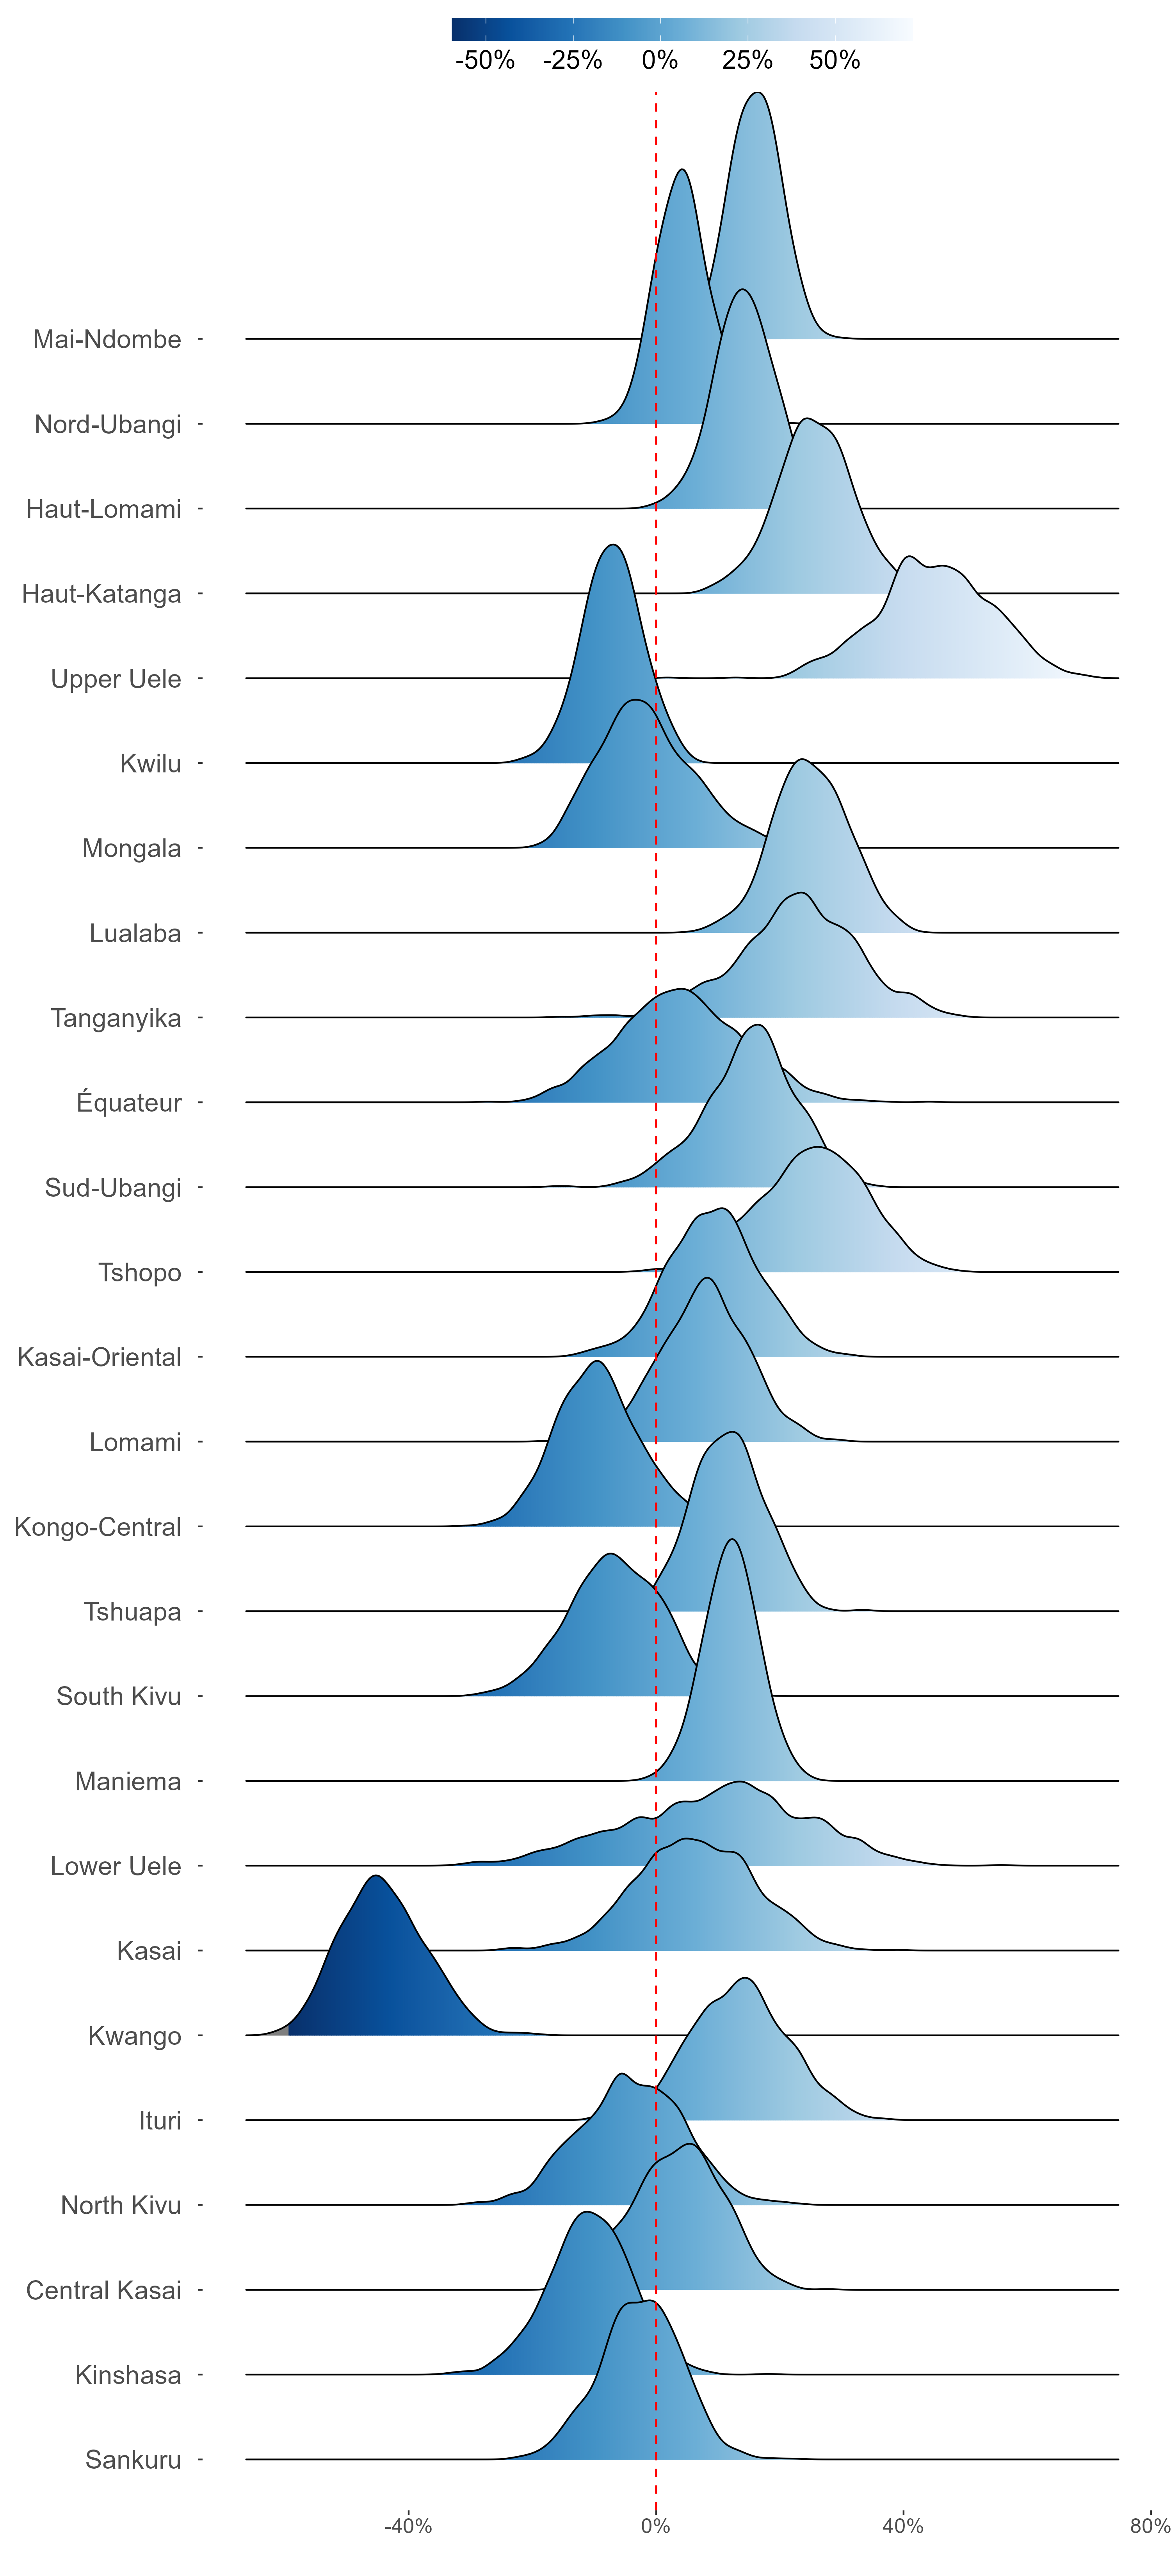 -50% -25% 0% 25% 50%
Mai-Ndombe
Nord-Ubangi
Haut-Lomami
Haut-Katanga
Upper Uele
Kwilu
Mongala
Lualaba
Tanganyika
Équateur
Sud-Ubangi
Tshopo
Kasai-Oriental
Lomami
Kongo-Central
Tshuapa
South Kivu
Maniema
Lower Uele
Kasai
Kwango
Ituri
North Kivu
Central Kasai
Kinshasa
Sankuru
-40% 0% 40% 80%